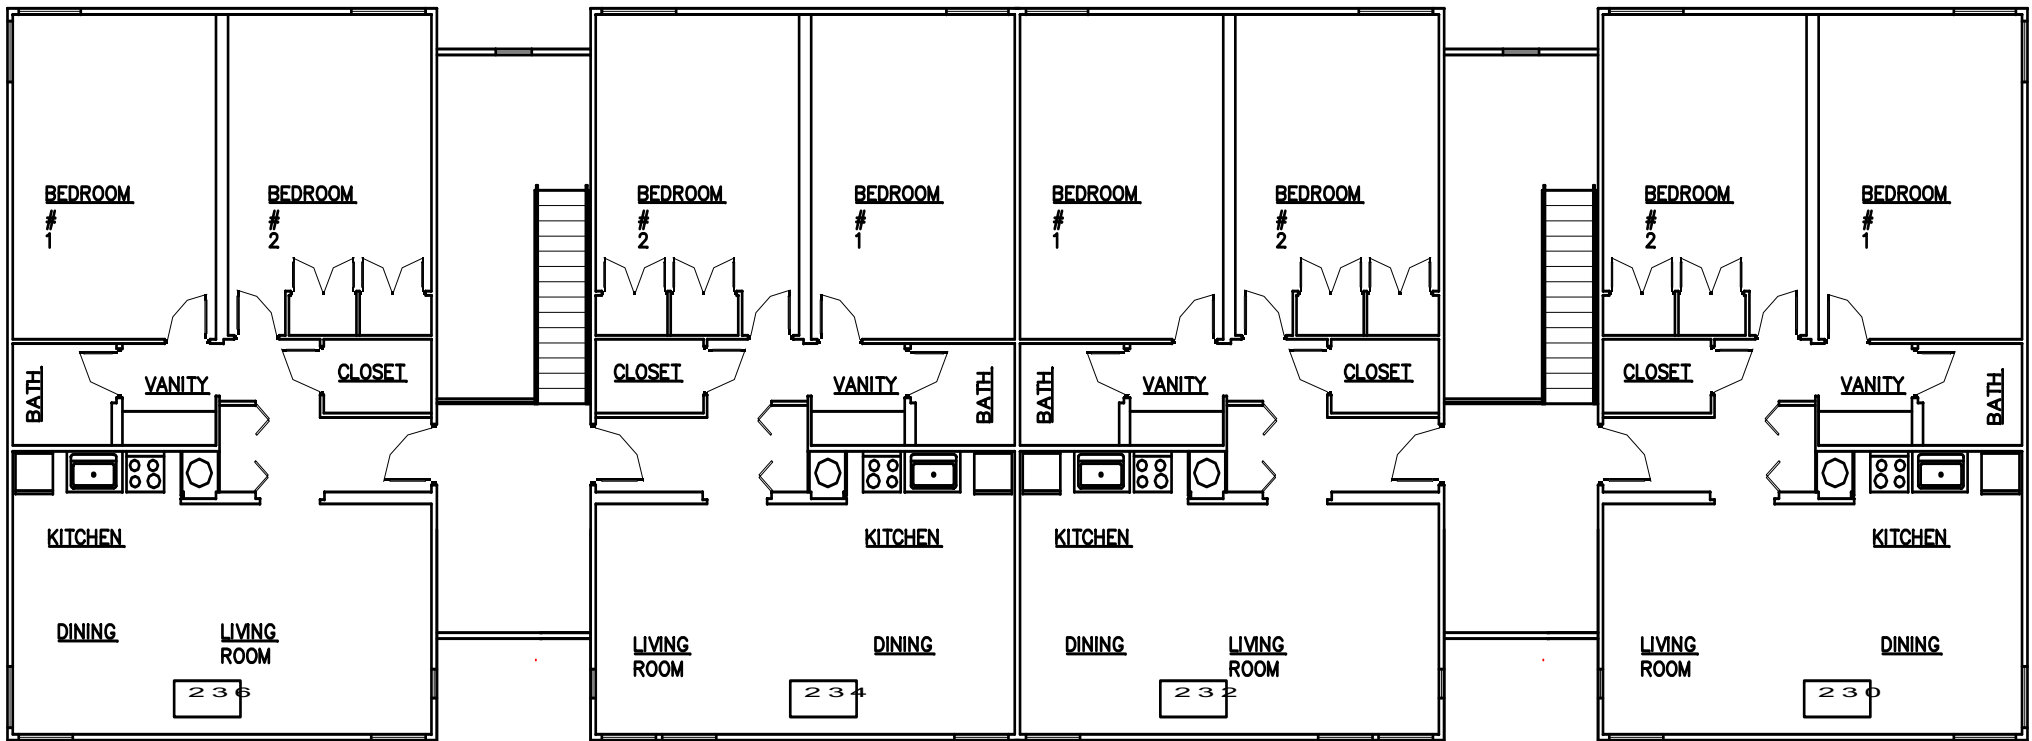 BEDROOM
#
1
BEDROOM
#
2
BEDROOM
#
2
BEDROOM
#
1
BEDROOM
#
1
BEDROOM
#
2
BEDROOM
#
2
BEDROOM
#
1
BATH
VANITY
CLOSET
CLOSET
VANITY
BATH
BATH
VANITY
CLOSET
CLOSET
VANITY
BATH
KITCHEN
KITCHEN
KITCHEN
KITCHEN
DINING
LIVING
ROOM
LIVING
ROOM
DINING
DINING
LIVING
ROOM
LIVING
ROOM
DINING
236
234
232
230